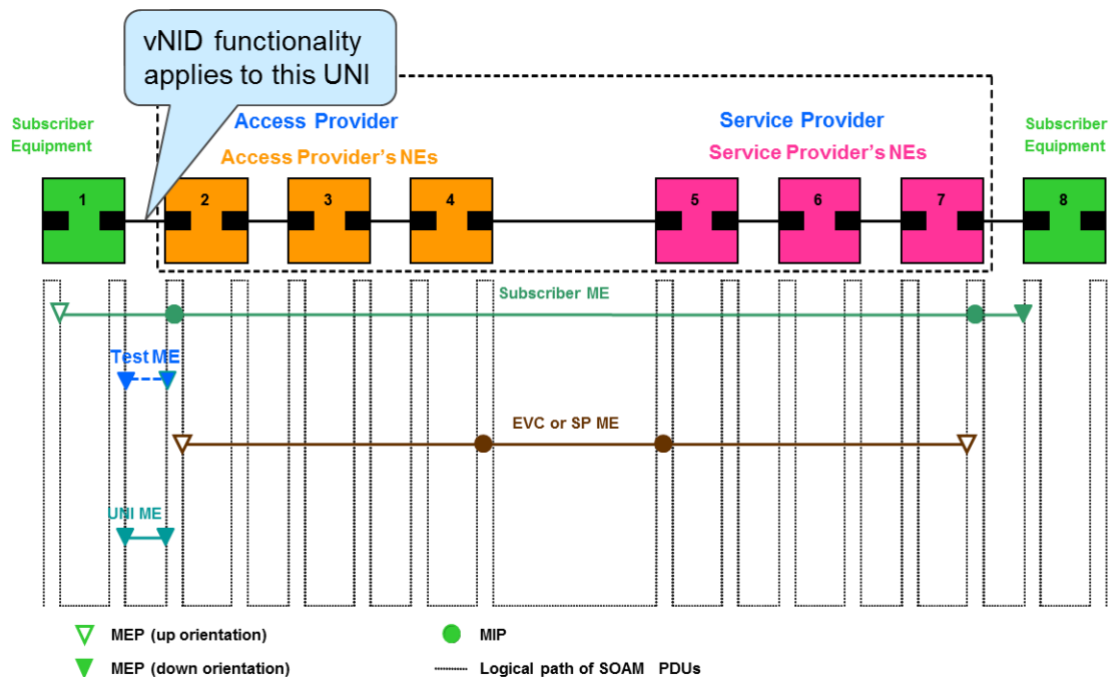 vNID functionality
applies to this UNI
Subscriber
Equipment
Access Provider
Access Provider's NEs
Service Provider
Service Provider's NEs
Subscriber
Equipment
1
2
3
4
5
6
7
8
Subscriber ME
Test ME
EVC or SP ME
UNI ME
MEP (up orientation)
MIP
MEP (down orientation)
Logical path of SOAM PDUs